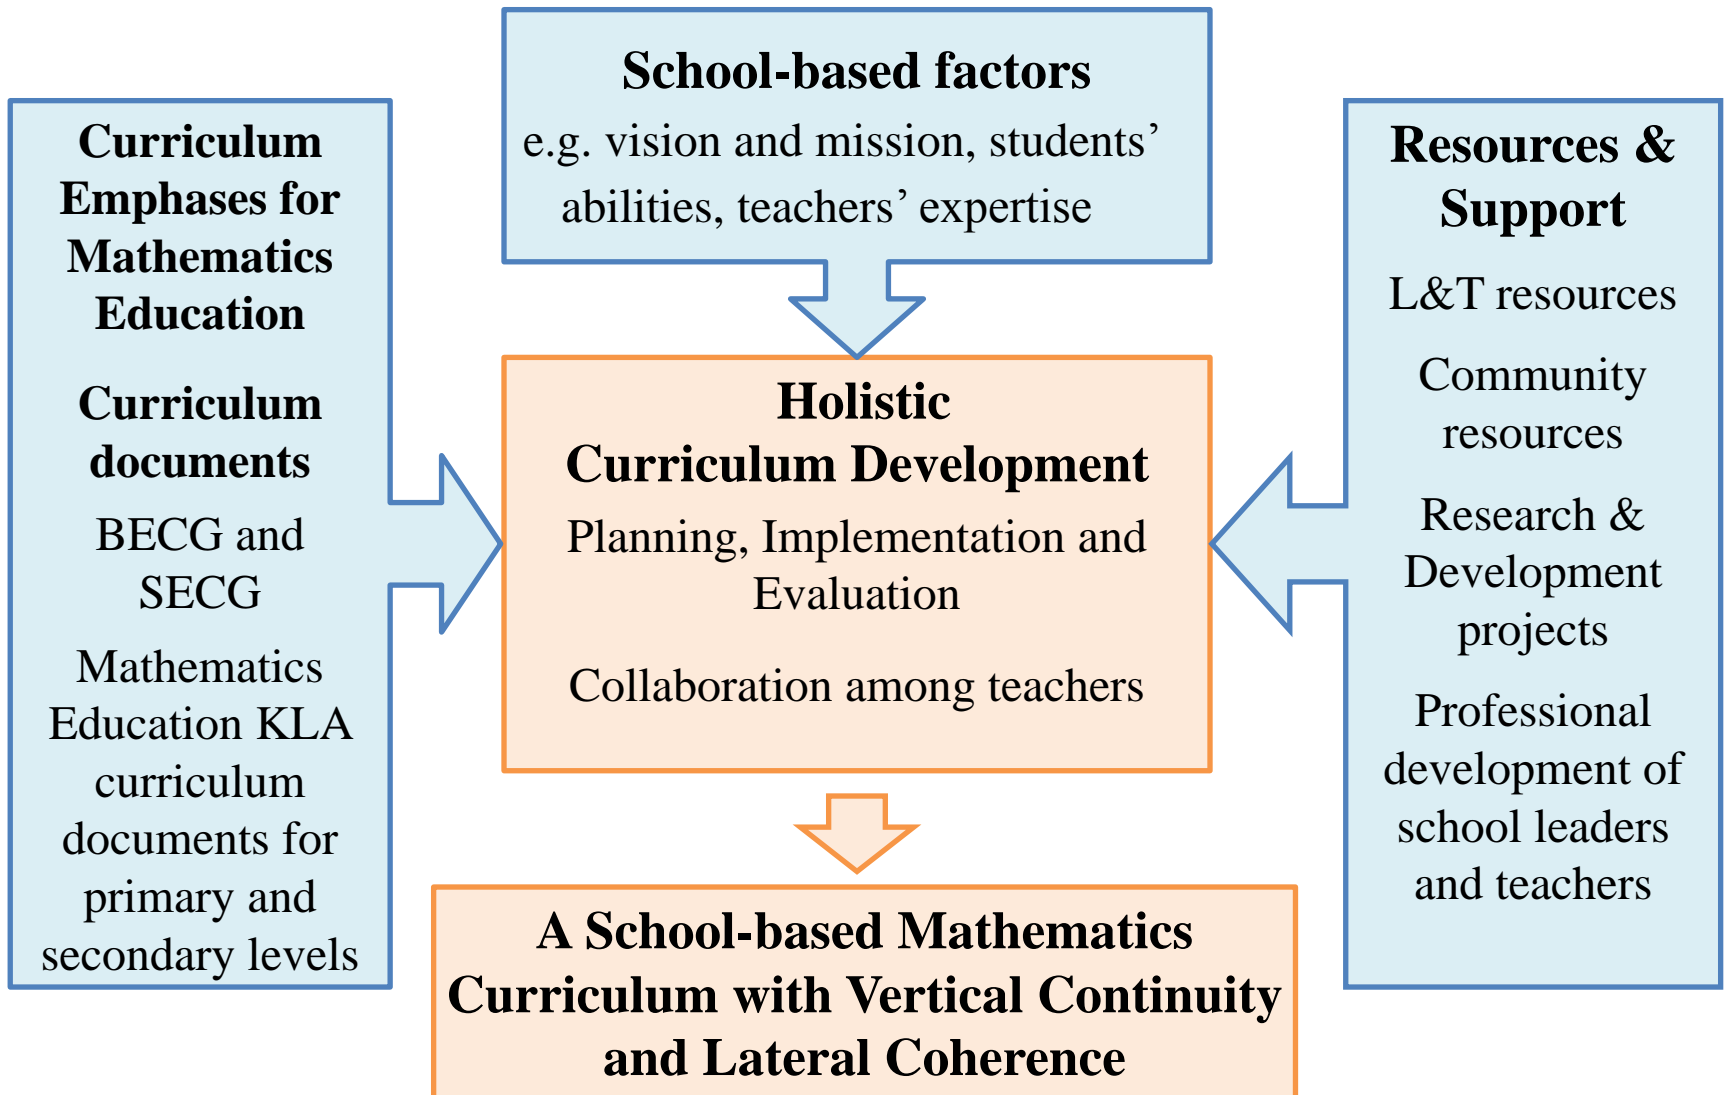 School-based factors
e.g. vision and mission, students’
abilities, teachers’ expertise
Curriculum
Emphases for
Mathematics
Education
Curriculum
documents
BECG and
SECG
Mathematics
Education KLA
curriculum
documents for
primary and
secondary levels
Holistic
Curriculum Development
Planning, Implementation and
Evaluation
Collaboration among teachers
Resources &
Support
L&T resources
Community
resources
Research &
Development
projects
Professional
development of
school leaders
and teachers
A School-based Mathematics
Curriculum with Vertical Continuity
and Lateral Coherence